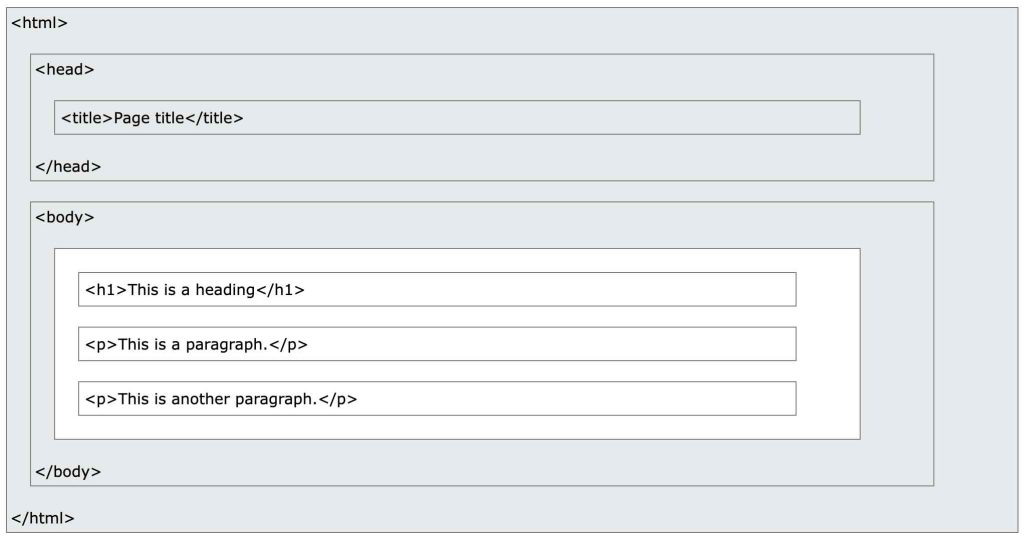 <html>
<head>
<title>Page title</title>
</head>
<body>
<h1>This is a heading</h1>
<p>This is a paragraph.</p>
<p>This is another paragraph.</p>
</body>
</html>